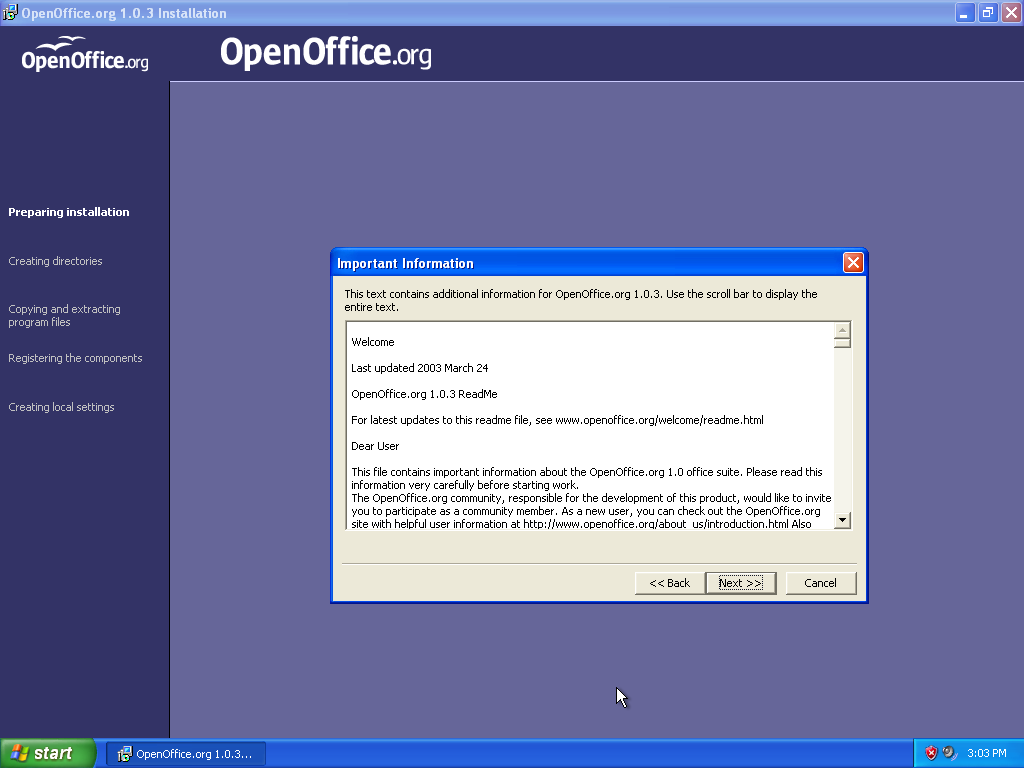 OpenOffice.org 1.0.3 Installation
OpenOffice.org
OpenOffice.org
Preparing installation
Creating directories
Copying and extracting
program files
Registering the components
Creating local settings
Important Information
This text contains additional information for OpenOffice.org 1.0.3. Use the scroll bar to display the
entire text.
Welcome
Last updated 2003 March 24
OpenOffice.org 1.0.3 ReadMe
For latest updates to this readme file, see www.openoffice.org/welcome/readme.html
Dear User
This file contains important information about the OpenOffice.org 1.0 office suite. Please read this
information very carefully before starting work.
The OpenOffice.org community, responsible for the development of this product, would like to invite
you to participate as a community member. As a new user, you can check out the OpenOffice.org
site with helpful user information at http://www.openoffice.org/about_us/introduction.html Also
<< Back
Next >>
Cancel
start
OpenOffice.org 1.0.3...
3:03 PM